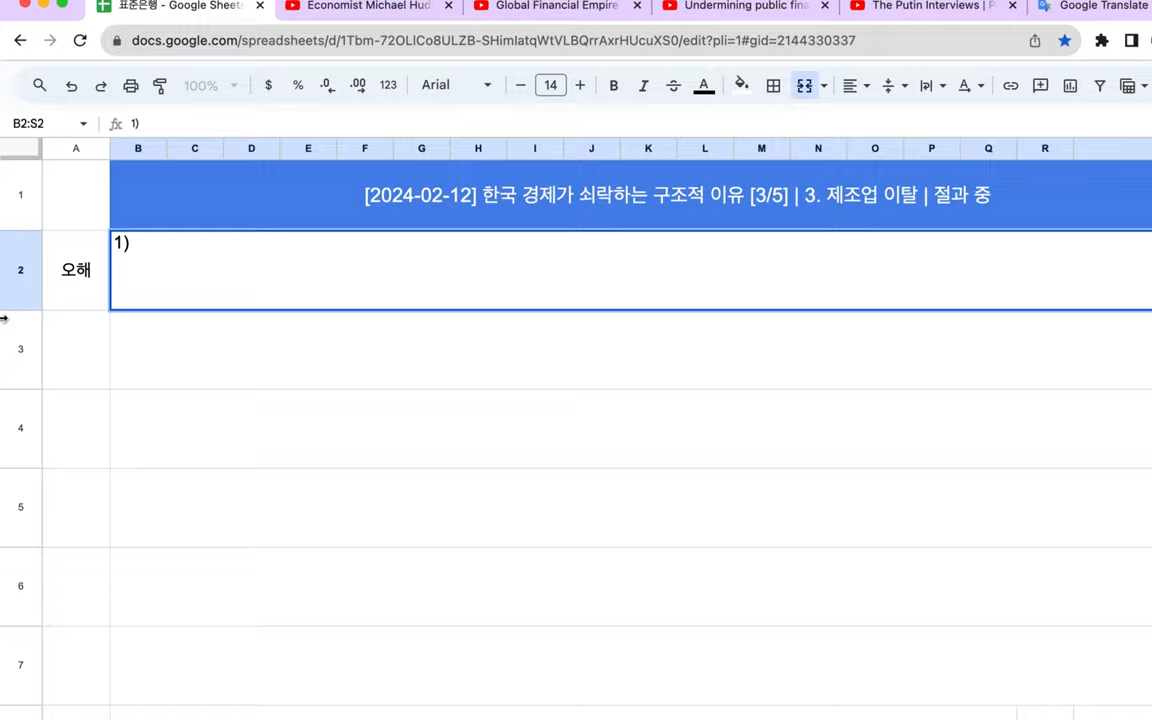 표준은행 - Google Sheets
Economist Michael Hud
Global Financial Empire
Undermining public fina
The Putin Interviews | P
Google Translate
docs.google.com/spreadsheets/d/1Tbm-72OLlCo8ULZB-SHimlatqWtVLBQrrAxrHUcuXS0/edit?pli=1#gid=2144330337
100% $ % .0 .00 123 Arial 14 B I A
B2:S2 fx 1)
A B C D E F G H I J K L M N O P Q R
1 [2024-02-12] 한국 경제가 쇠락하는 구조적 이유 [3/5] | 3. 제조업 이탈 | 절과 중
2 오해 1)
3
4
5
6
7